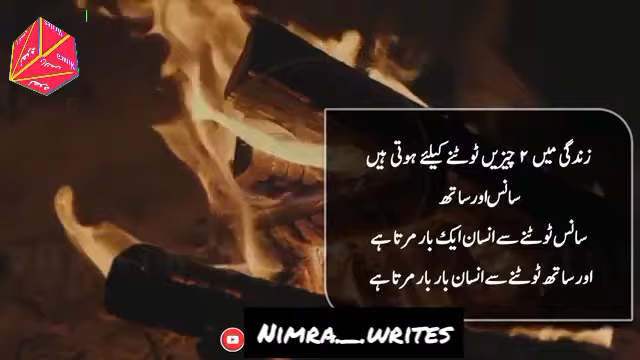 زندگی میں ۲ چیزیں ٹوٹنے کیلئے ہوتی ہیں
سانس اور ساتھ
سانس ٹوٹنے سے انسان ایک بار مرتا ہے
اور ساتھ ٹوٹنے سے انسان بار بار مرتا ہے
Nimra._.writes